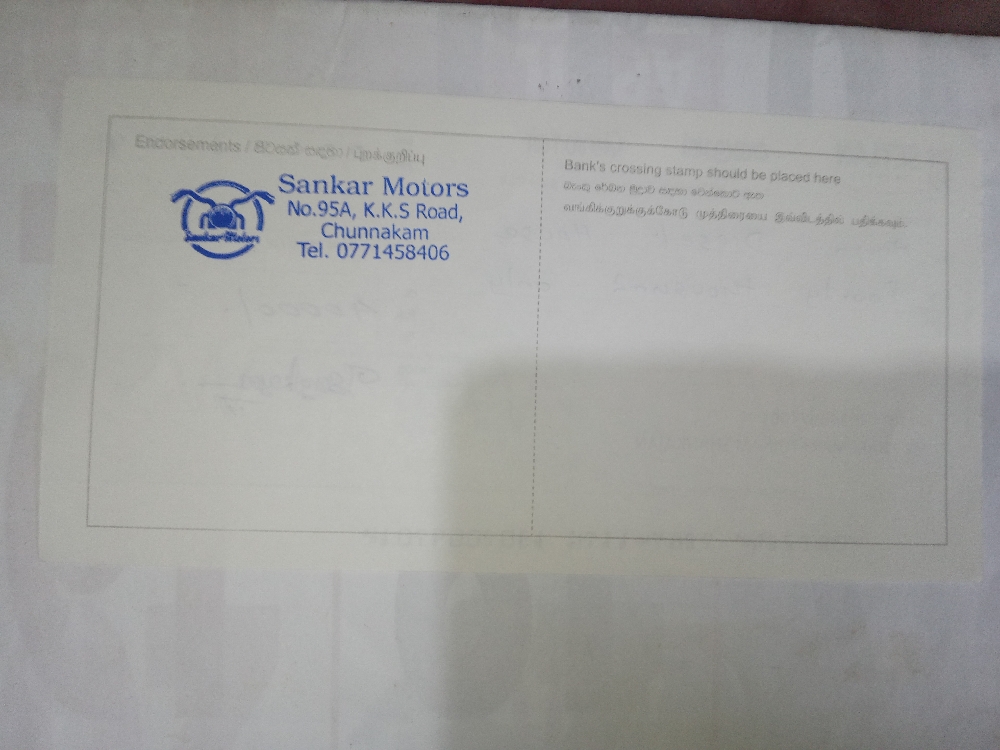 Endorsements / පිටසන් සඳහා / புறக்குறிப்பு
Sankar Motors
No.95A, K.K.S Road,
Chunnakam
Tel. 0771458406
Sankar Motors
Bank's crossing stamp should be placed here
வங்கிக்குறுக்குக்கோடு முத்திரையை இவ்விடத்தில் பதிக்கவும்.